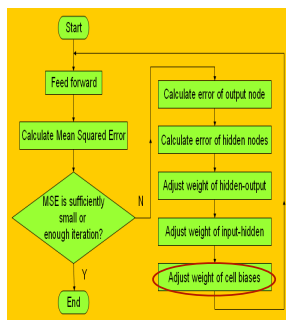 Start
Feed forward
Calculate Mean Squared Error
MSE is sufficiently
small or
enough iteration?
N
Y
End
Calculate error of output node
Calculate error of hidden nodes
Adjust weight of hidden-output
Adjust weight of input-hidden
Adjust weight of cell biases